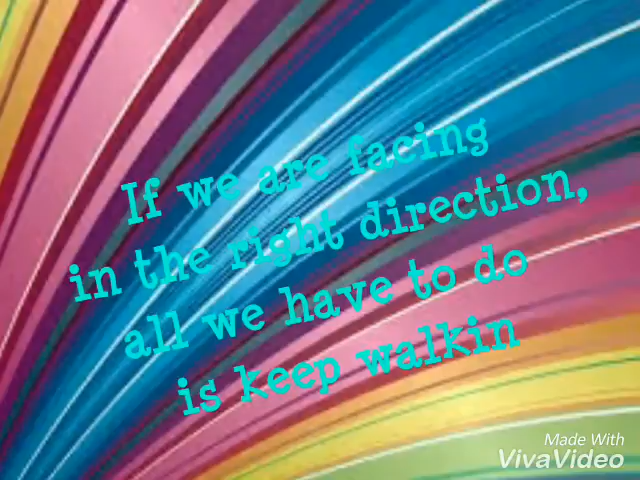 If we are facing
in the right direction,
all we have to do
is keep walkin
Made With
VivaVideo